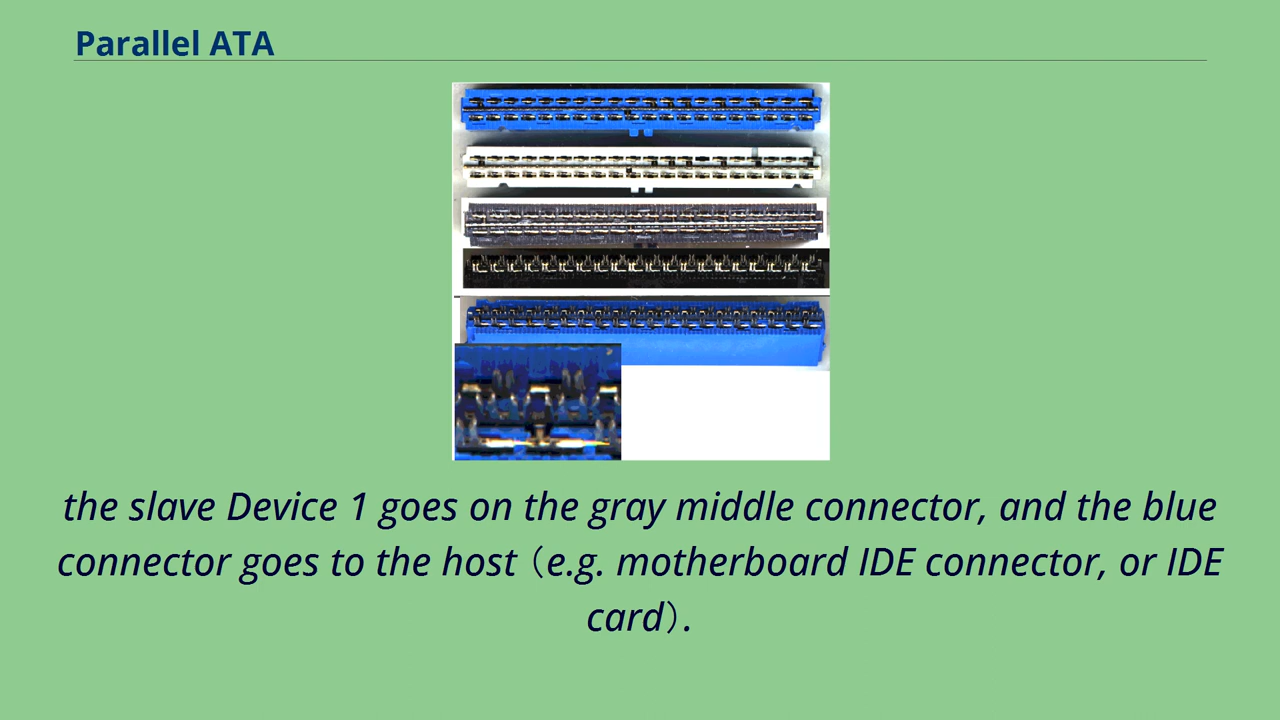 Parallel ATA
the slave Device 1 goes on the gray middle connector, and the blue
connector goes to the host（e.g. motherboard IDE connector, or IDE
card）.